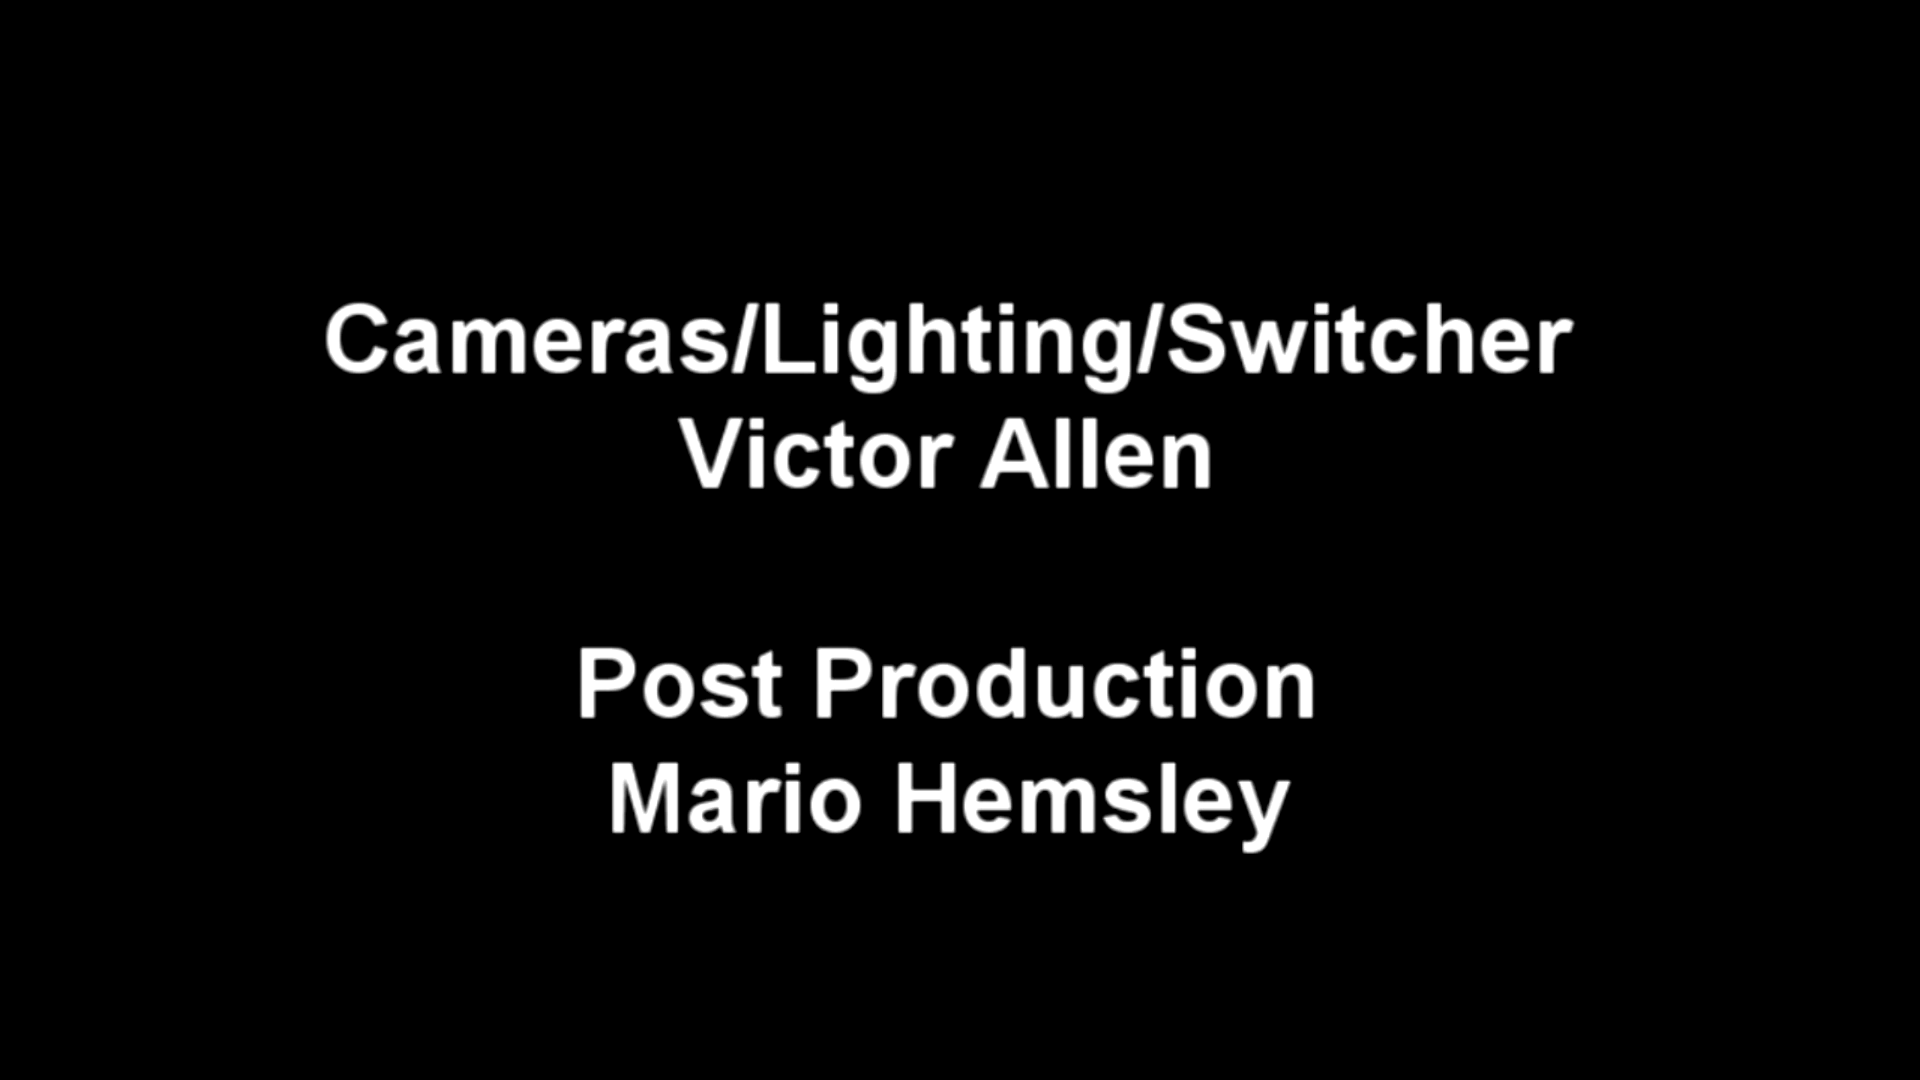 Cameras/Lighting/Switcher
Victor Allen
Post Production
Mario Hemsley